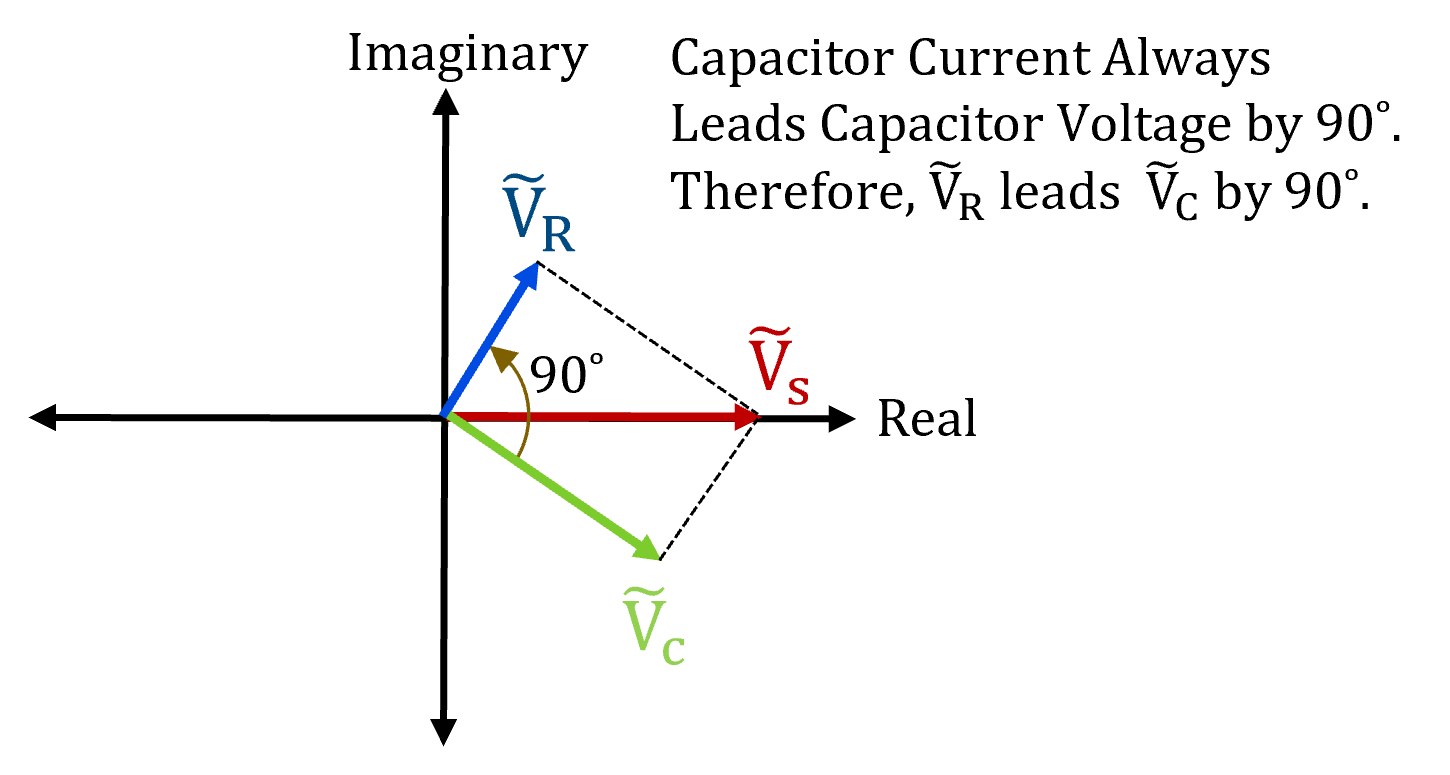 Imaginary
Capacitor Current Always
Leads Capacitor Voltage by 90°.
Therefore, Ṽ_R leads Ṽ_C by 90°.
Ṽ_R
90°
Ṽ_s
Real
Ṽ_c